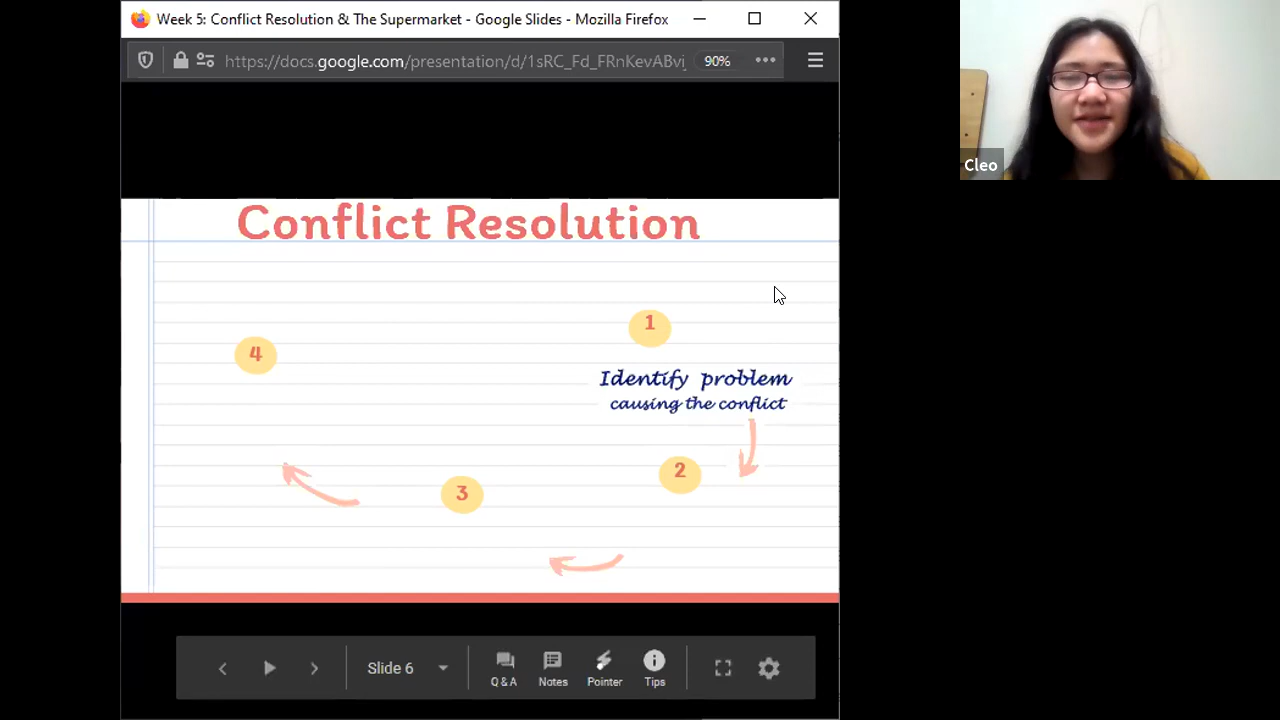 Week 5: Conflict Resolution & The Supermarket - Google Slides - Mozilla Firefox
https://docs.google.com/presentation/d/1sRC_Fd_FRnKevABvi
90%
Cleo
Conflict Resolution
1
4
Identify problem
causing the conflict
2
3
Slide 6
Q & A
Notes
Pointer
Tips